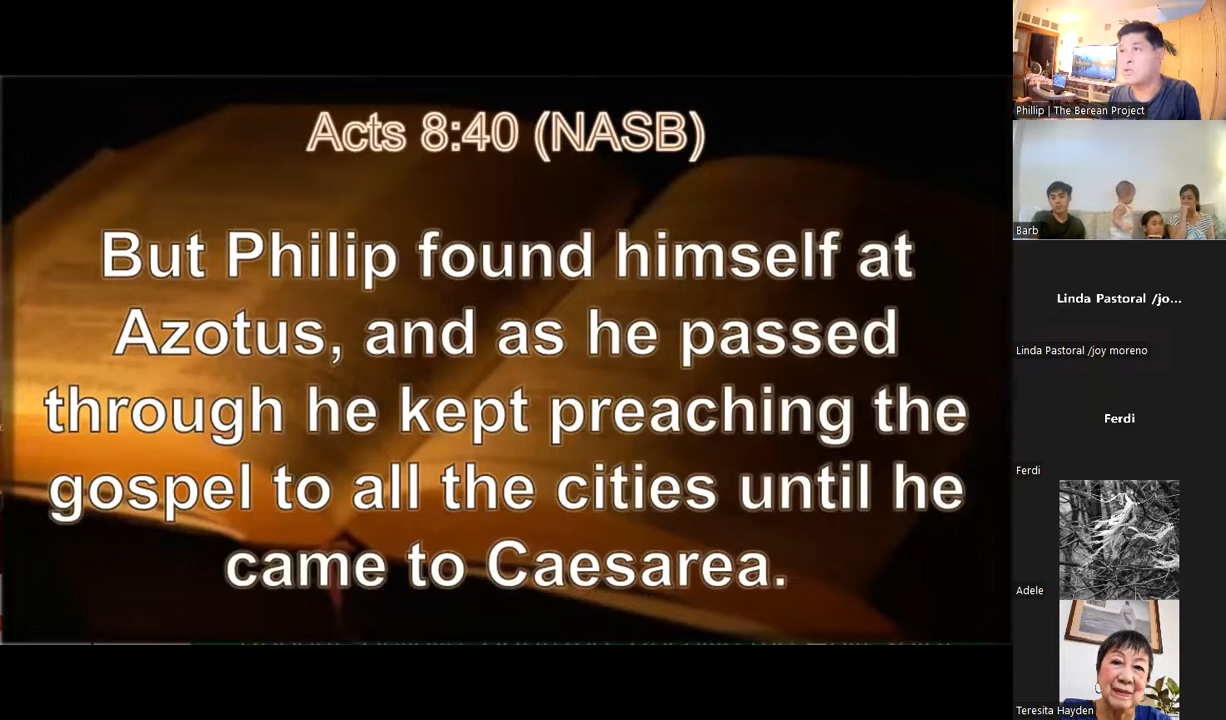 Acts 8:40 (NASB)
But Philip found himself at
Azotus, and as he passed
through he kept preaching the
gospel to all the cities until he
came to Caesarea.
Phillip | The Berean Project
Barb
Linda Pastoral /jo...
Linda Pastoral /joy moreno
Ferdi
Ferdi
Adele
Teresita Hayden